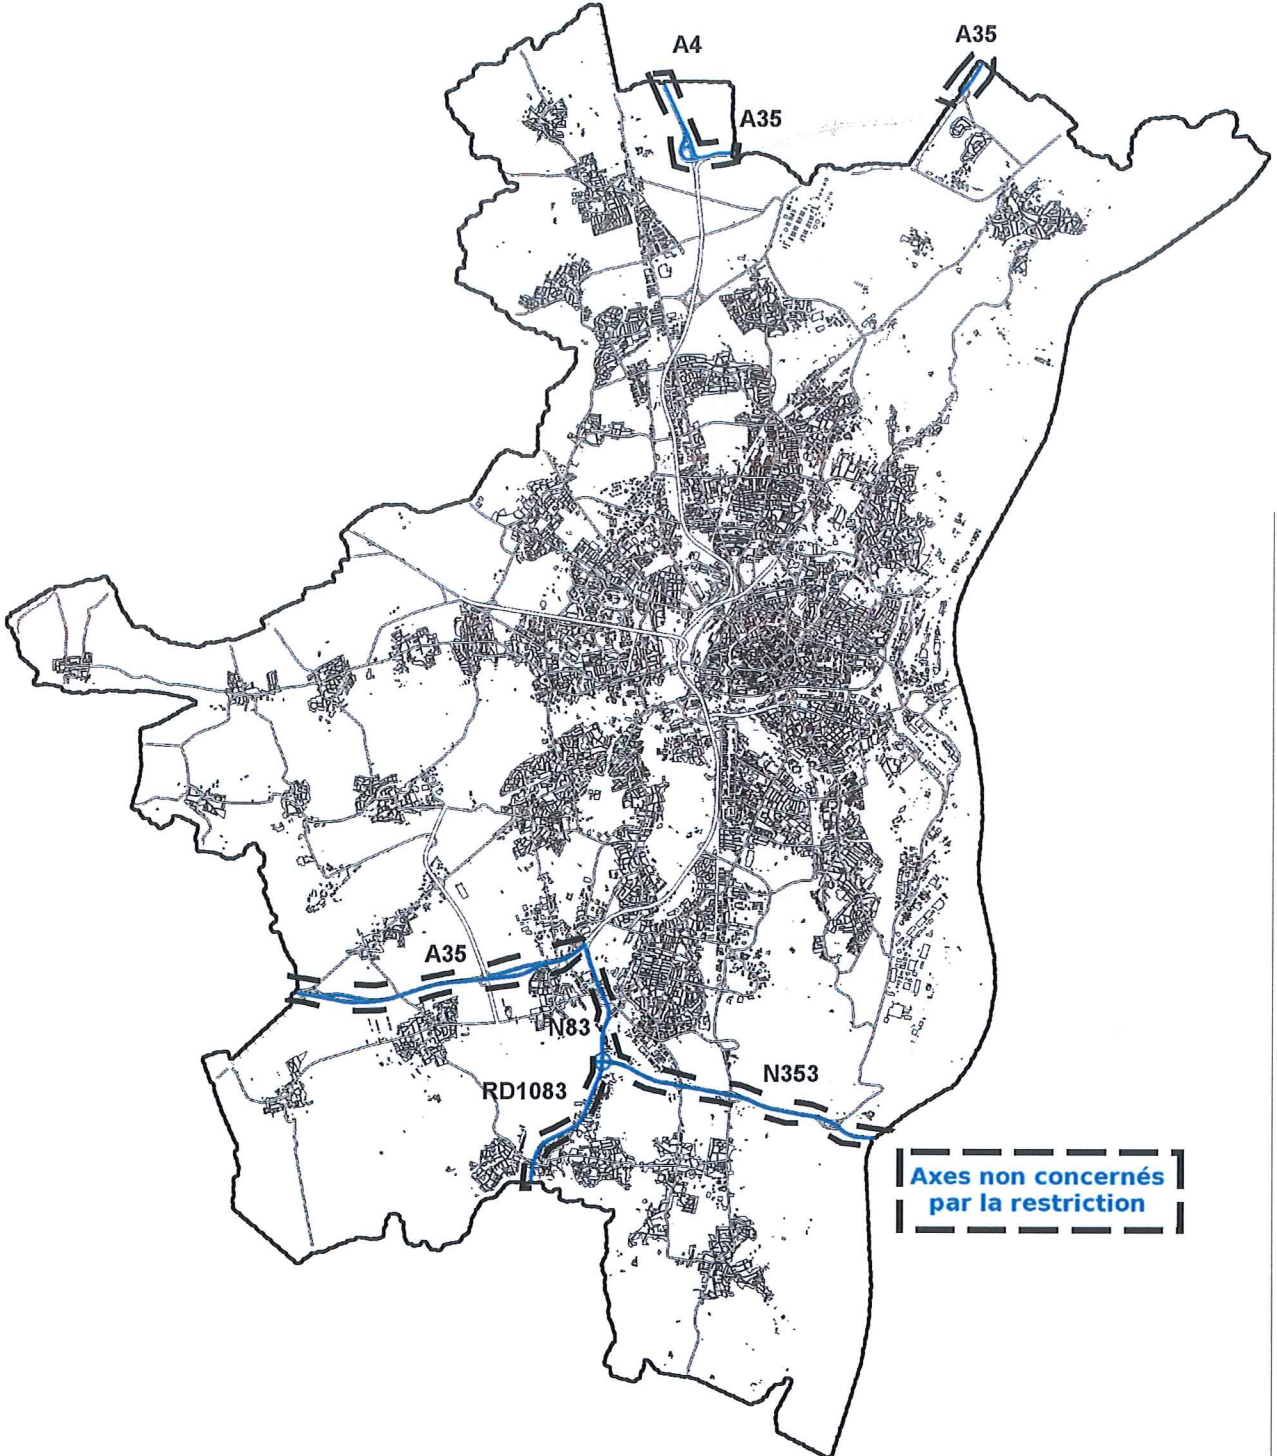 A4
A35
A35
A35
N83
RD1083
N353
Axes non concernés
par la restriction